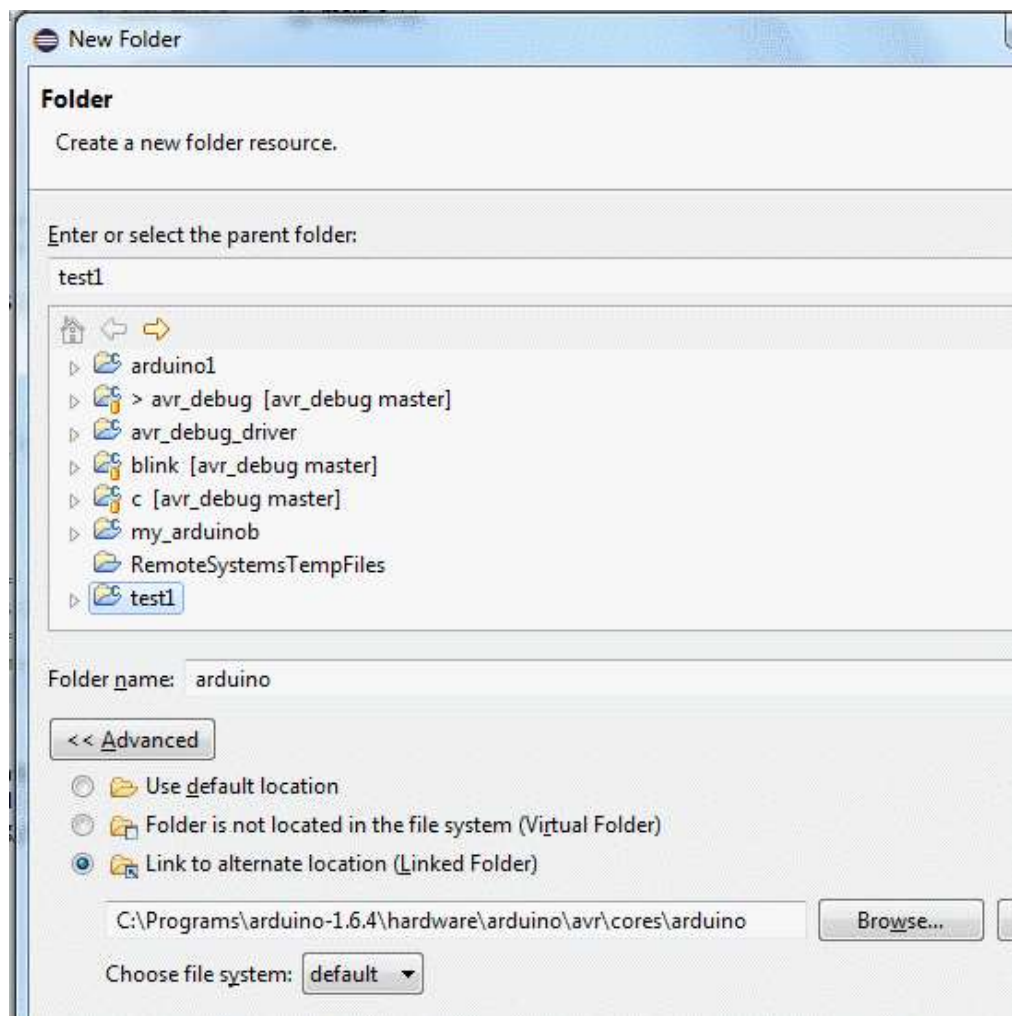 New Folder
Folder
Create a new folder resource.
Enter or select the parent folder:
test1
arduino1
> avr_debug [avr_debug master]
avr_debug_driver
blink [avr_debug master]
c [avr_debug master]
my_arduinob
RemoteSystemsTempFiles
test1
Folder name: arduino
<< Advanced
Use default location
Folder is not located in the file system (Virtual Folder)
Link to alternate location (Linked Folder)
C:\Programs\arduino-1.6.4\hardware\arduino\avr\cores\arduino Browse...
Choose file system: default